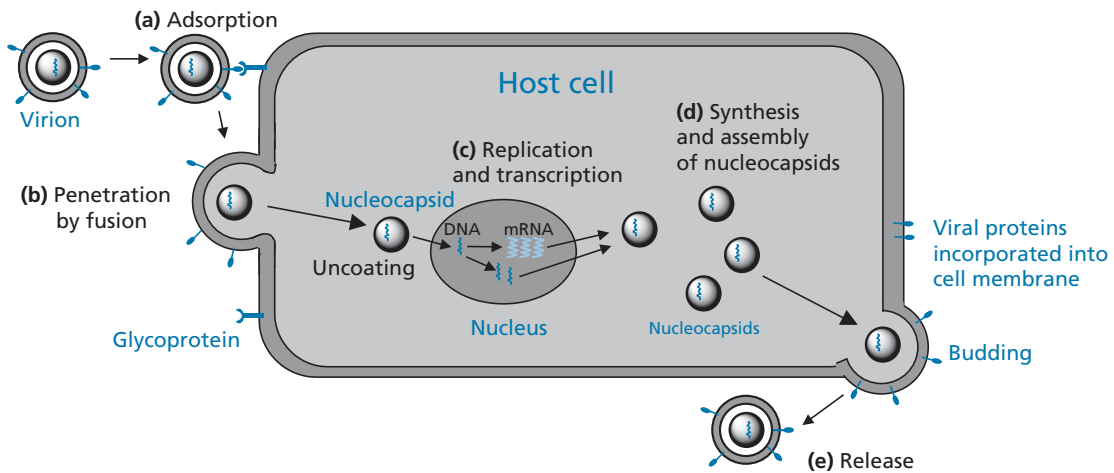 (a) Adsorption
Virion
Host cell
(b) Penetration
by fusion
Nucleocapsid
Uncoating
(c) Replication
and transcription
DNA
mRNA
Nucleus
(d) Synthesis
and assembly
of nucleocapsids
Nucleocapsids
Glycoprotein
Viral proteins
incorporated into
cell membrane
Budding
(e) Release